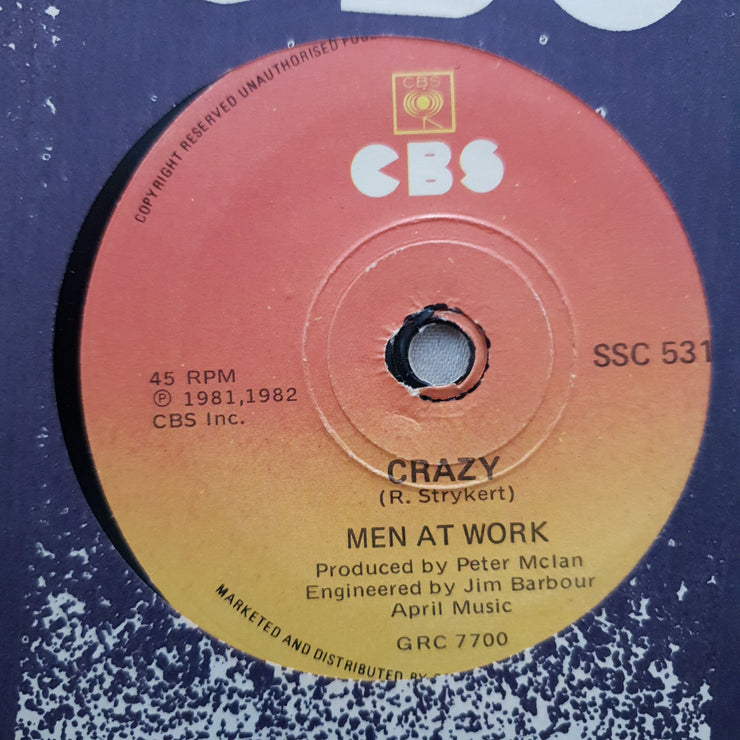 COPYRIGHT RESERVED UNAUTHORISED
CBS
CBS
SSC 531
45 RPM
℗ 1981,1982
CBS Inc.
CRAZY
(R. Strykert)
MEN AT WORK
Produced by Peter McIan
Engineered by Jim Barbour
April Music
GRC 7700
MARKETED AND DISTRIBUTED BY